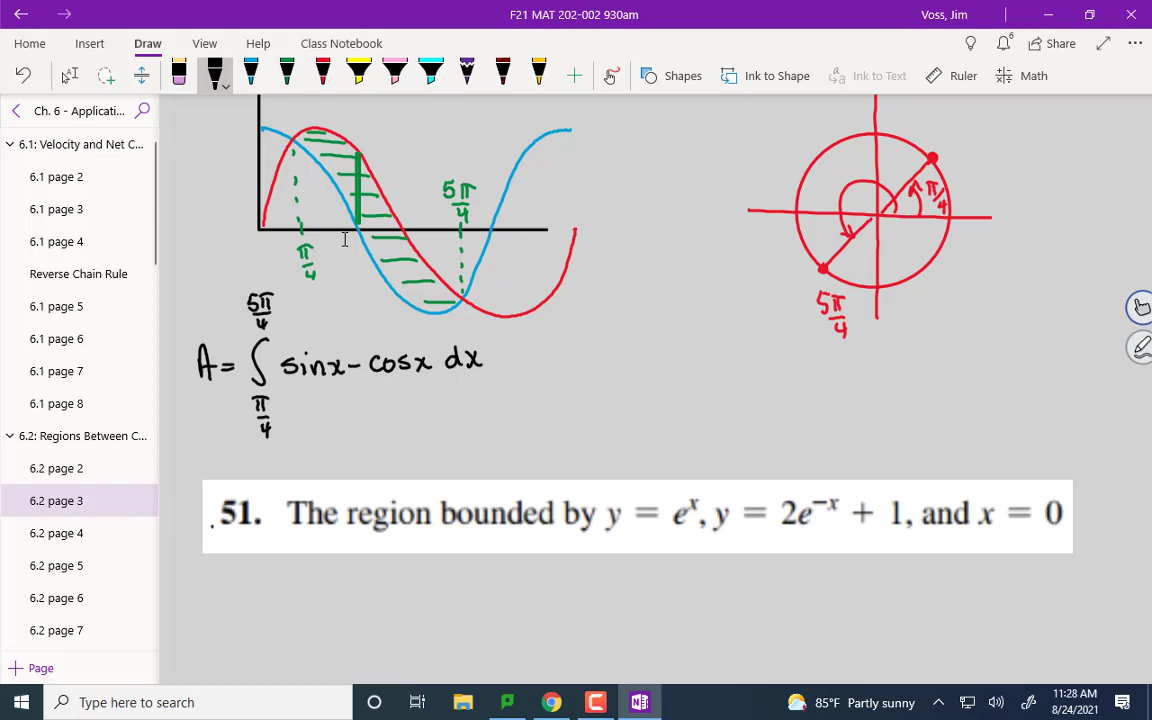 F21 MAT 202-002 930am
Voss, Jim
Home Insert Draw View Help Class Notebook
Share
Shapes Ink to Shape Ink to Text Ruler Math
Ch. 6 - Applicati...
6.1: Velocity and Net C...
6.1 page 2
6.1 page 3
6.1 page 4
Reverse Chain Rule
6.1 page 5
6.1 page 6
6.1 page 7
6.1 page 8
6.2: Regions Between C...
6.2 page 2
6.2 page 3
6.2 page 4
6.2 page 5
6.2 page 6
6.2 page 7
Page
5π/4
π/4
π/4
5π/4
5π/4
A = ∫ sinx - cosx dx
π/4
51. The region bounded by y = e^x, y = 2e^−x + 1, and x = 0
Type here to search
85°F Partly sunny
11:28 AM
8/24/2021
6